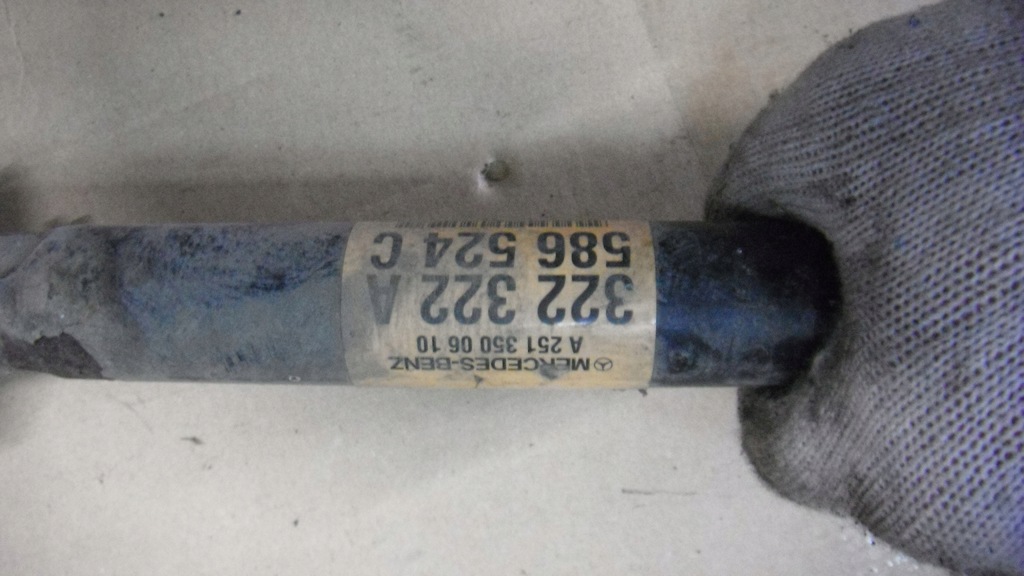 MERCEDES-BENZ
A 251 350 06 10
322 322 A
586 524 C